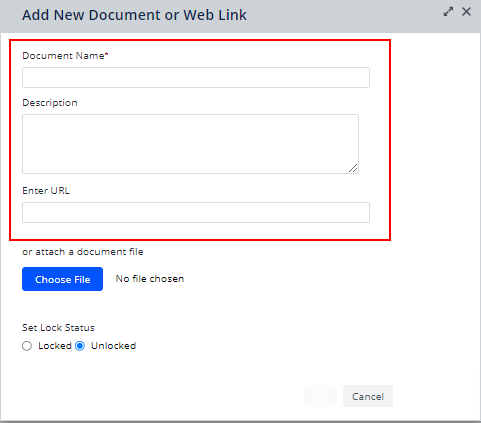 Add New Document or Web Link
Document Name*
Description
Enter URL
or attach a document file
Choose File No file chosen
Set Lock Status
Locked Unlocked
Cancel